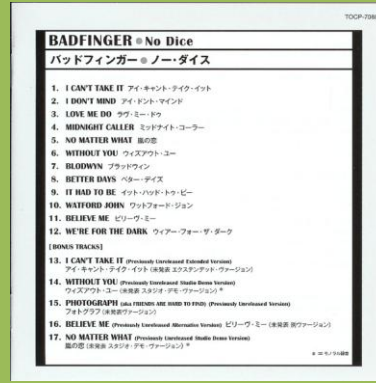 TOCP-708
BADFINGER ● No Dice
バッドフィンガー ● ノー・ダイス
1. I CAN'T TAKE IT アイ・キャント・テイク・イット
2. I DON'T MIND アイ・ドント・マインド
3. LOVE ME DO ラヴ・ミー・ドゥ
4. MIDNIGHT CALLER ミッドナイト・コーラー
5. NO MATTER WHAT 嵐の恋
6. WITHOUT YOU ウィズアウト・ユー
7. BLODWYN ブラッドウィン
8. BETTER DAYS ベター・デイズ
9. IT HAD TO BE イット・ハッド・トゥ・ビー
10. WATFORD JOHN ワットフォード・ジョン
11. BELIEVE ME ビリーヴ・ミー
12. WE'RE FOR THE DARK ウィアー・フォー・ザ・ダーク
[BONUS TRACKS]
13. I CAN'T TAKE IT (Previously Unreleased Extended Version)
アイ・キャント・テイク・イット (未発表 エクステンデッド・ヴァージョン)
14. WITHOUT YOU (Previously Unreleased Studio Demo Version)
ウィズアウト・ユー (未発表 スタジオ・デモ・ヴァージョン) *
15. PHOTOGRAPH (aka FRIENDS ARE HARD TO FIND) (Previously Unreleased Version)
フォトグラフ (未発表ヴァージョン)
16. BELIEVE ME (Previously Unreleased Alternative Version) ビリーヴ・ミー (未発表 別ヴァージョン)
17. NO MATTER WHAT (Previously Unreleased Studio Demo Version)
嵐の恋 (未発表 スタジオ・デモ・ヴァージョン) *
モノラル録音